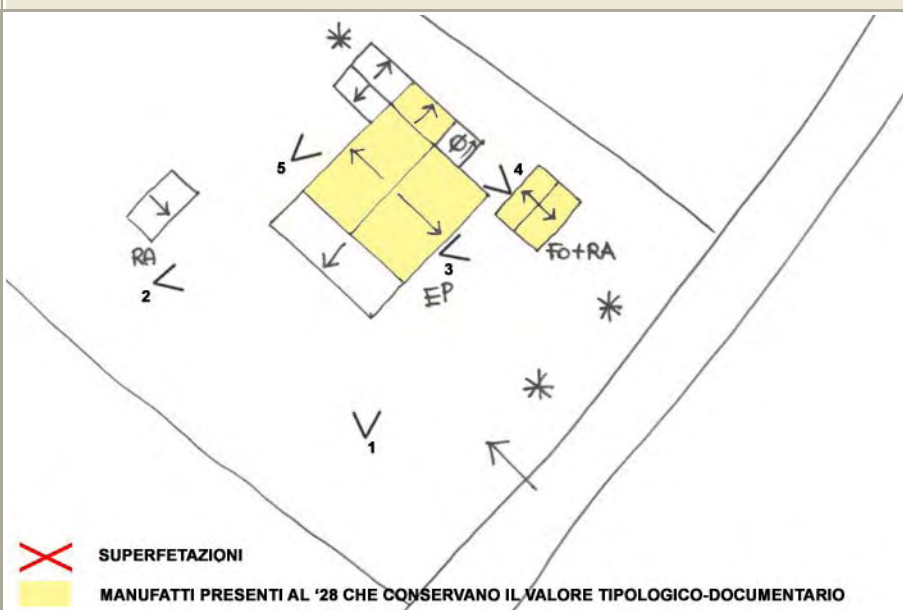 5
4
RA
Fo+RA
2
3
EP
1
SUPERFETAZIONI
MANUFATTI PRESENTI AL '28 CHE CONSERVANO IL VALORE TIPOLOGICO-DOCUMENTARIO